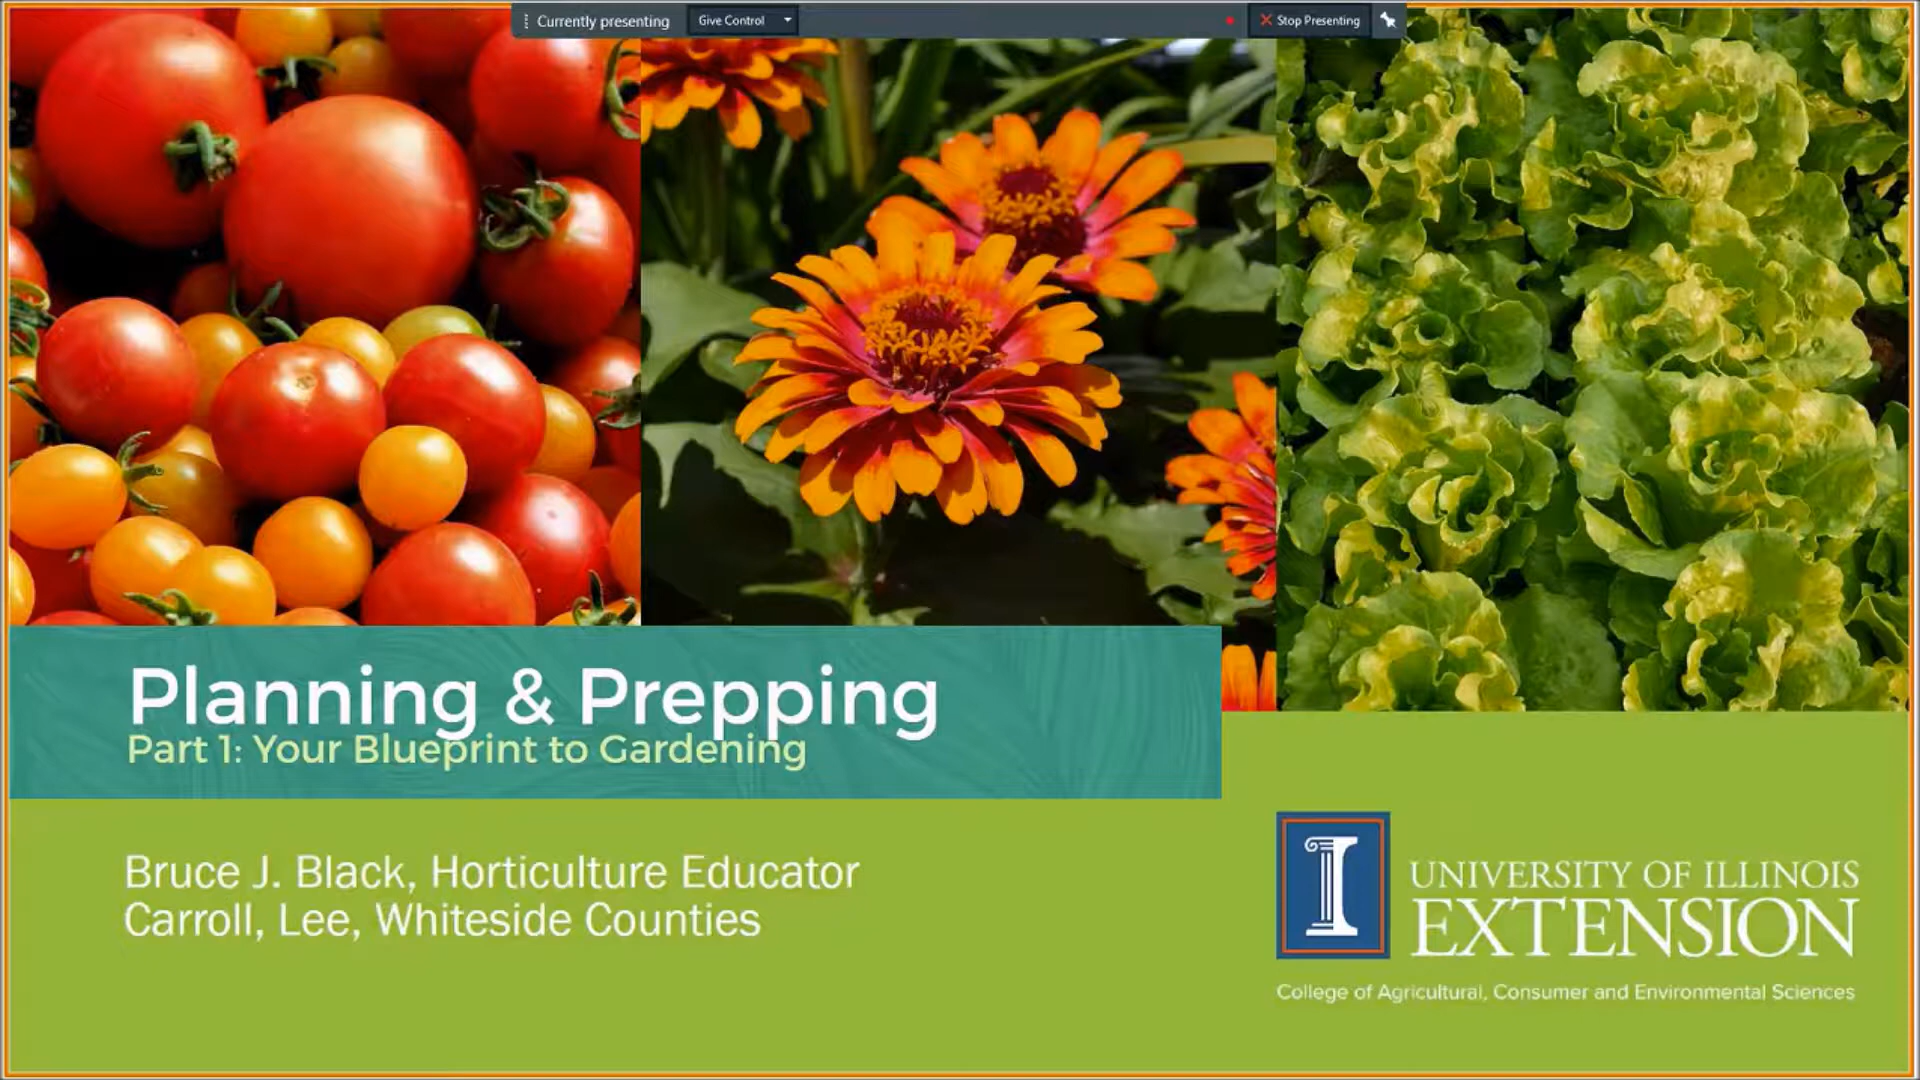 Currently presenting
Give Control
Stop Presenting
Planning & Prepping
Part 1: Your Blueprint to Gardening
Bruce J. Black, Horticulture Educator
Carroll, Lee, Whiteside Counties
I
UNIVERSITY OF ILLINOIS
EXTENSION
College of Agricultural, Consumer and Environmental Sciences